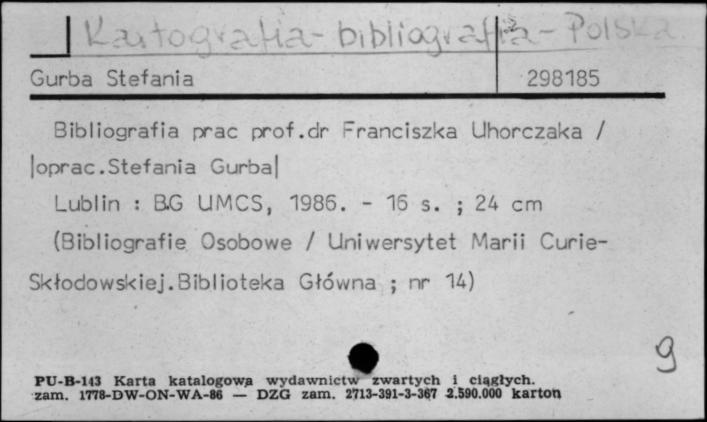 Kartografia - bibliografia - Polska
Gurba Stefania 298185
Bibliografia prac prof.dr Franciszka Uhorczaka /
|oprac.Stefania Gurba|
Lublin : BG UMCS, 1986. - 16 s. ; 24 cm
(Bibliografie Osobowe / Uniwersytet Marii Curie-
Skłodowskiej.Biblioteka Główna ; nr 14)
9
PU-B-143 Karta katalogowa wydawnictw zwartych i ciągłych.
zam. 1778-DW-ON-WA-86 — DZG zam. 2713-391-3-367 2.590.000 karton